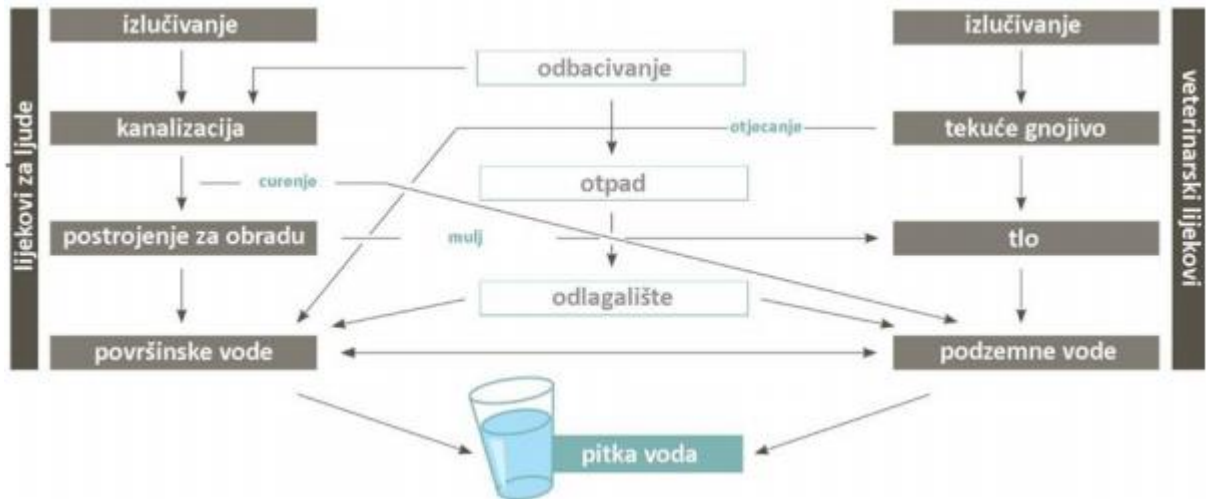 izlučivanje
izlučivanje
odbacivanje
kanalizacija
otjecanje
tekuće gnojivo
curenje
otpad
postrojenje za obradu
mulj
tlo
odlagalište
površinske vode
podzemne vode
pitka voda
lijekovi za ljude
veterinarski lijekovi